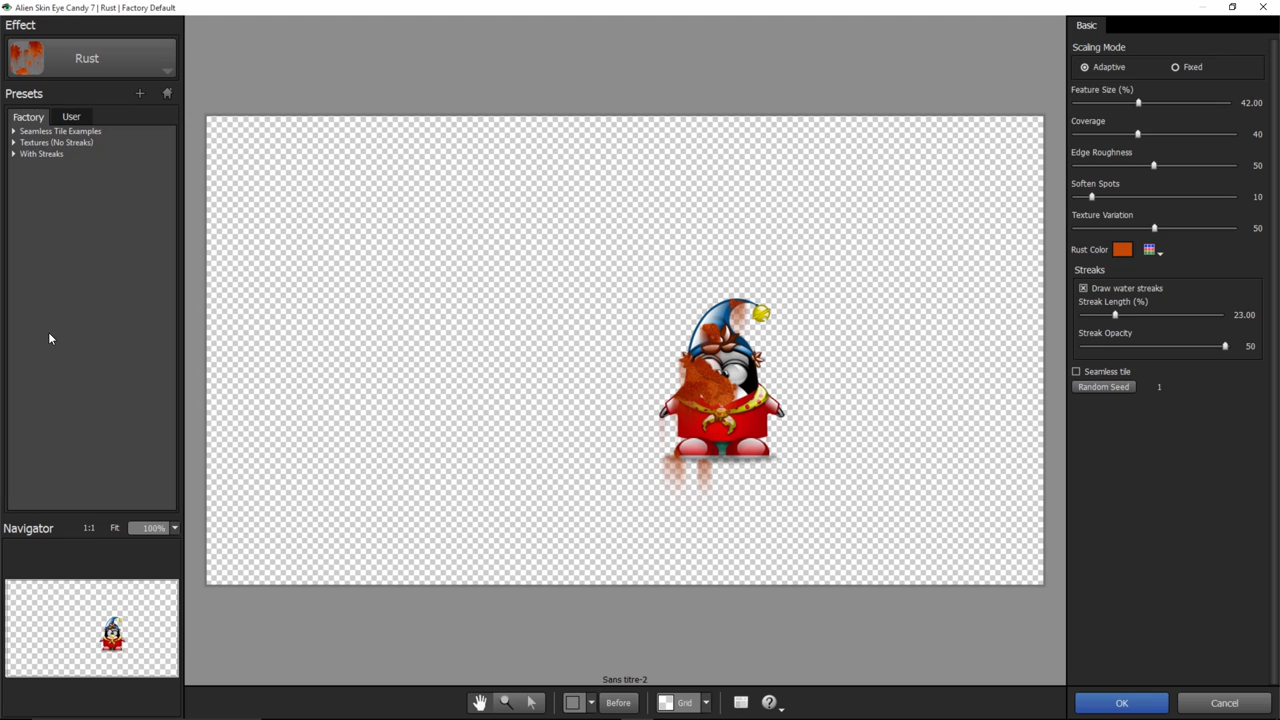 Alien Skin Eye Candy 7 | Rust | Factory Default
Effect
Rust
Presets
Factory User
Seamless Tile Examples
Textures (No Streaks)
With Streaks
Navigator 1:1 Fit 100%
Sans titre-2
Before Grid
Basic
Scaling Mode
Adaptive Fixed
Feature Size (%)
42.00
Coverage
40
Edge Roughness
50
Soften Spots
10
Texture Variation
50
Rust Color
Streaks
Draw water streaks
Streak Length (%)
23.00
Streak Opacity
50
Seamless tile
Random Seed 1
OK Cancel